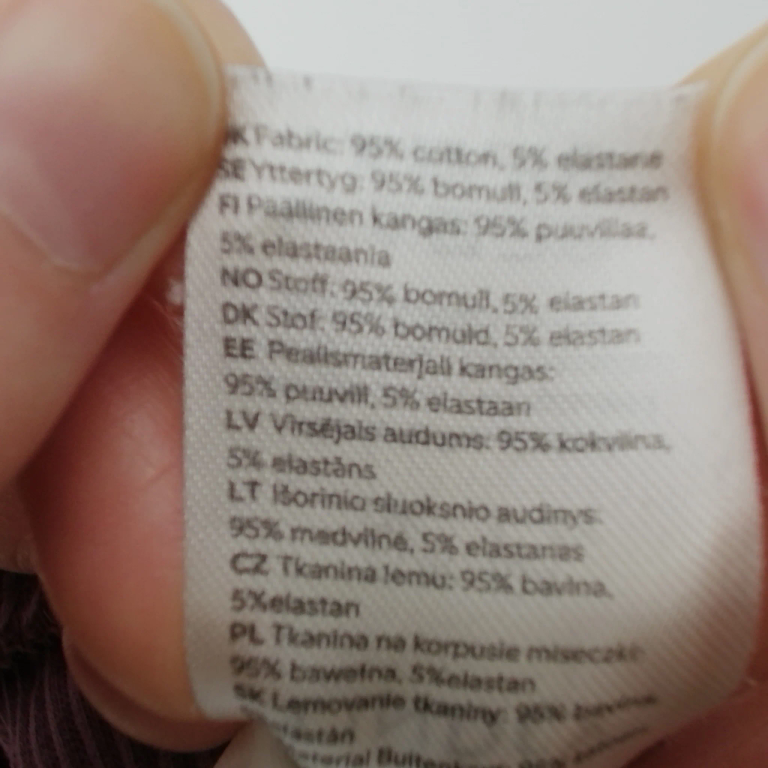 Fabric: 95% cotton, 5% elastane
SE Yttertyg: 95% bomull, 5% elastan
FI Päällinen kangas: 95% puuvillaa,
5% elastaania
NO Stoff: 95% bomull, 5% elastan
DK Stof: 95% bomuld, 5% elastan
EE Pealismaterjali kangas:
95% puuvill, 5% elastaan
LV Virsējais audums: 95% kokvilna,
5% elastāns
LT Išorinio sluoksnio audinys:
95% medvilnė, 5% elastanas
CZ Tkanina lemu: 95% bavlna,
5%elastan
PL Tkanina na korpusie miseczki:
95% bawełna, 5%elastan
SK Lemovanie tkaniny: 95% bavlna
elastán